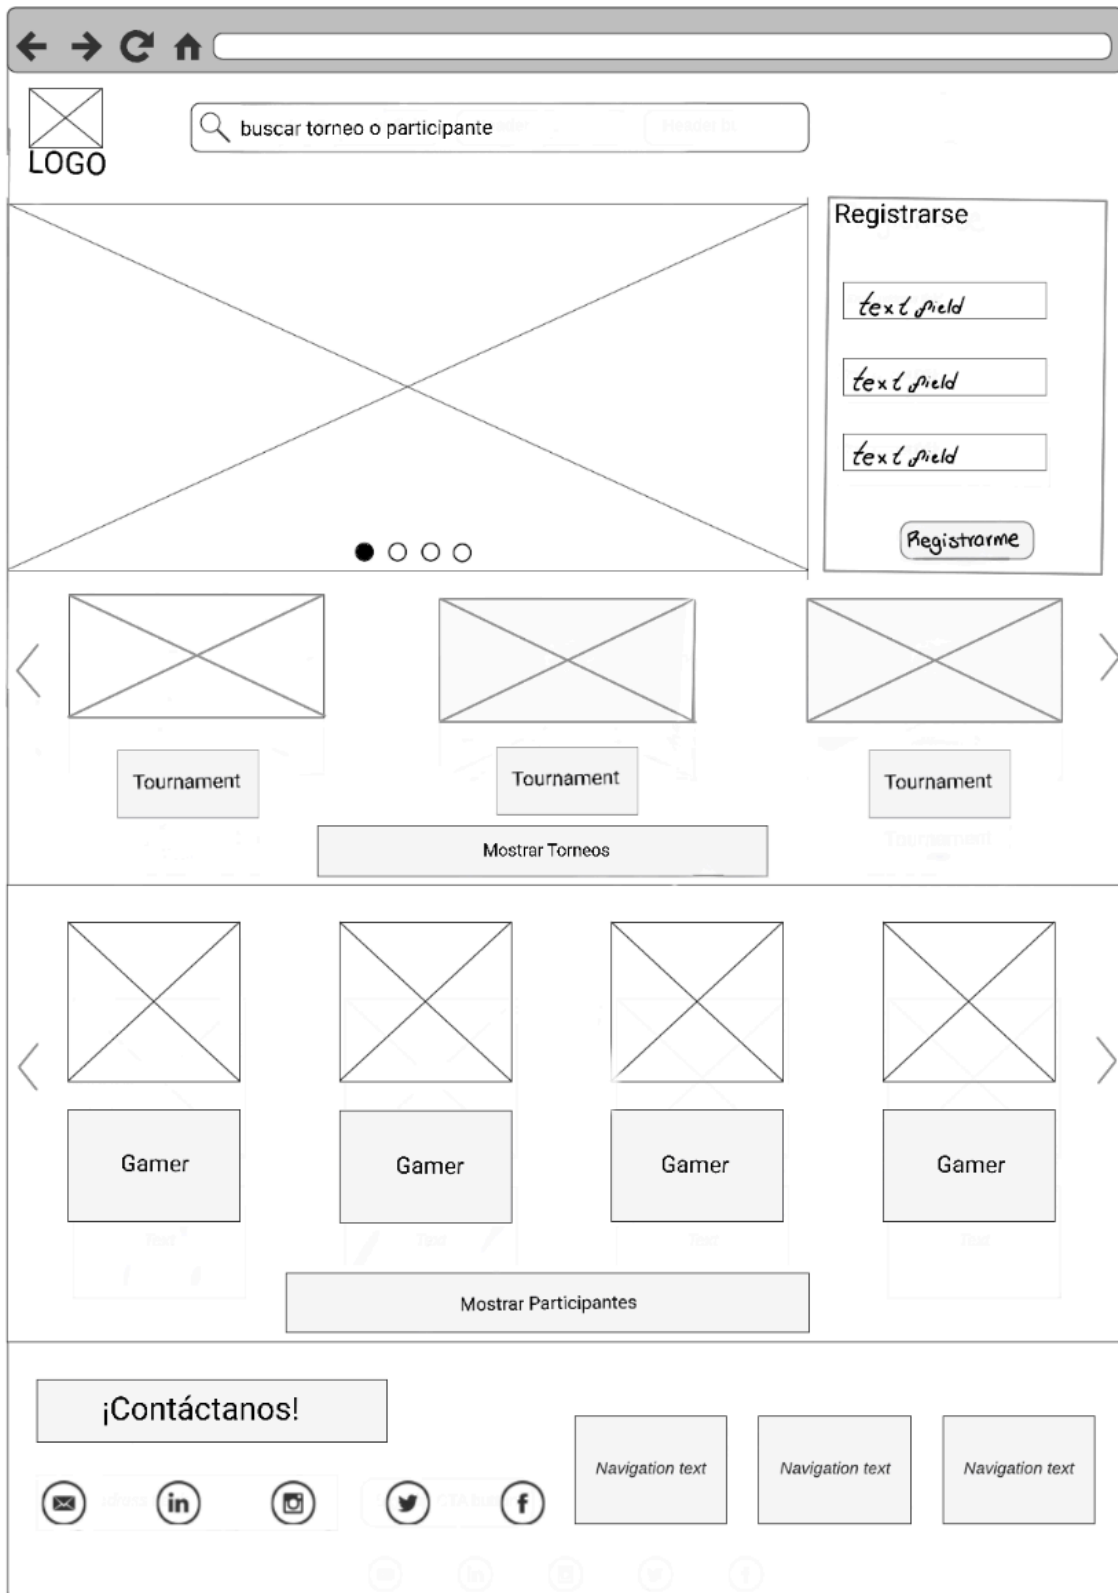 buscar torneo o participante
LOGO
Registrarse
text field
text field
text field
Registrarme
Tournament
Tournament
Tournament
Mostrar Torneos
Gamer
Gamer
Gamer
Gamer
Mostrar Participantes
¡Contáctanos!
Navigation text
Navigation text
Navigation text